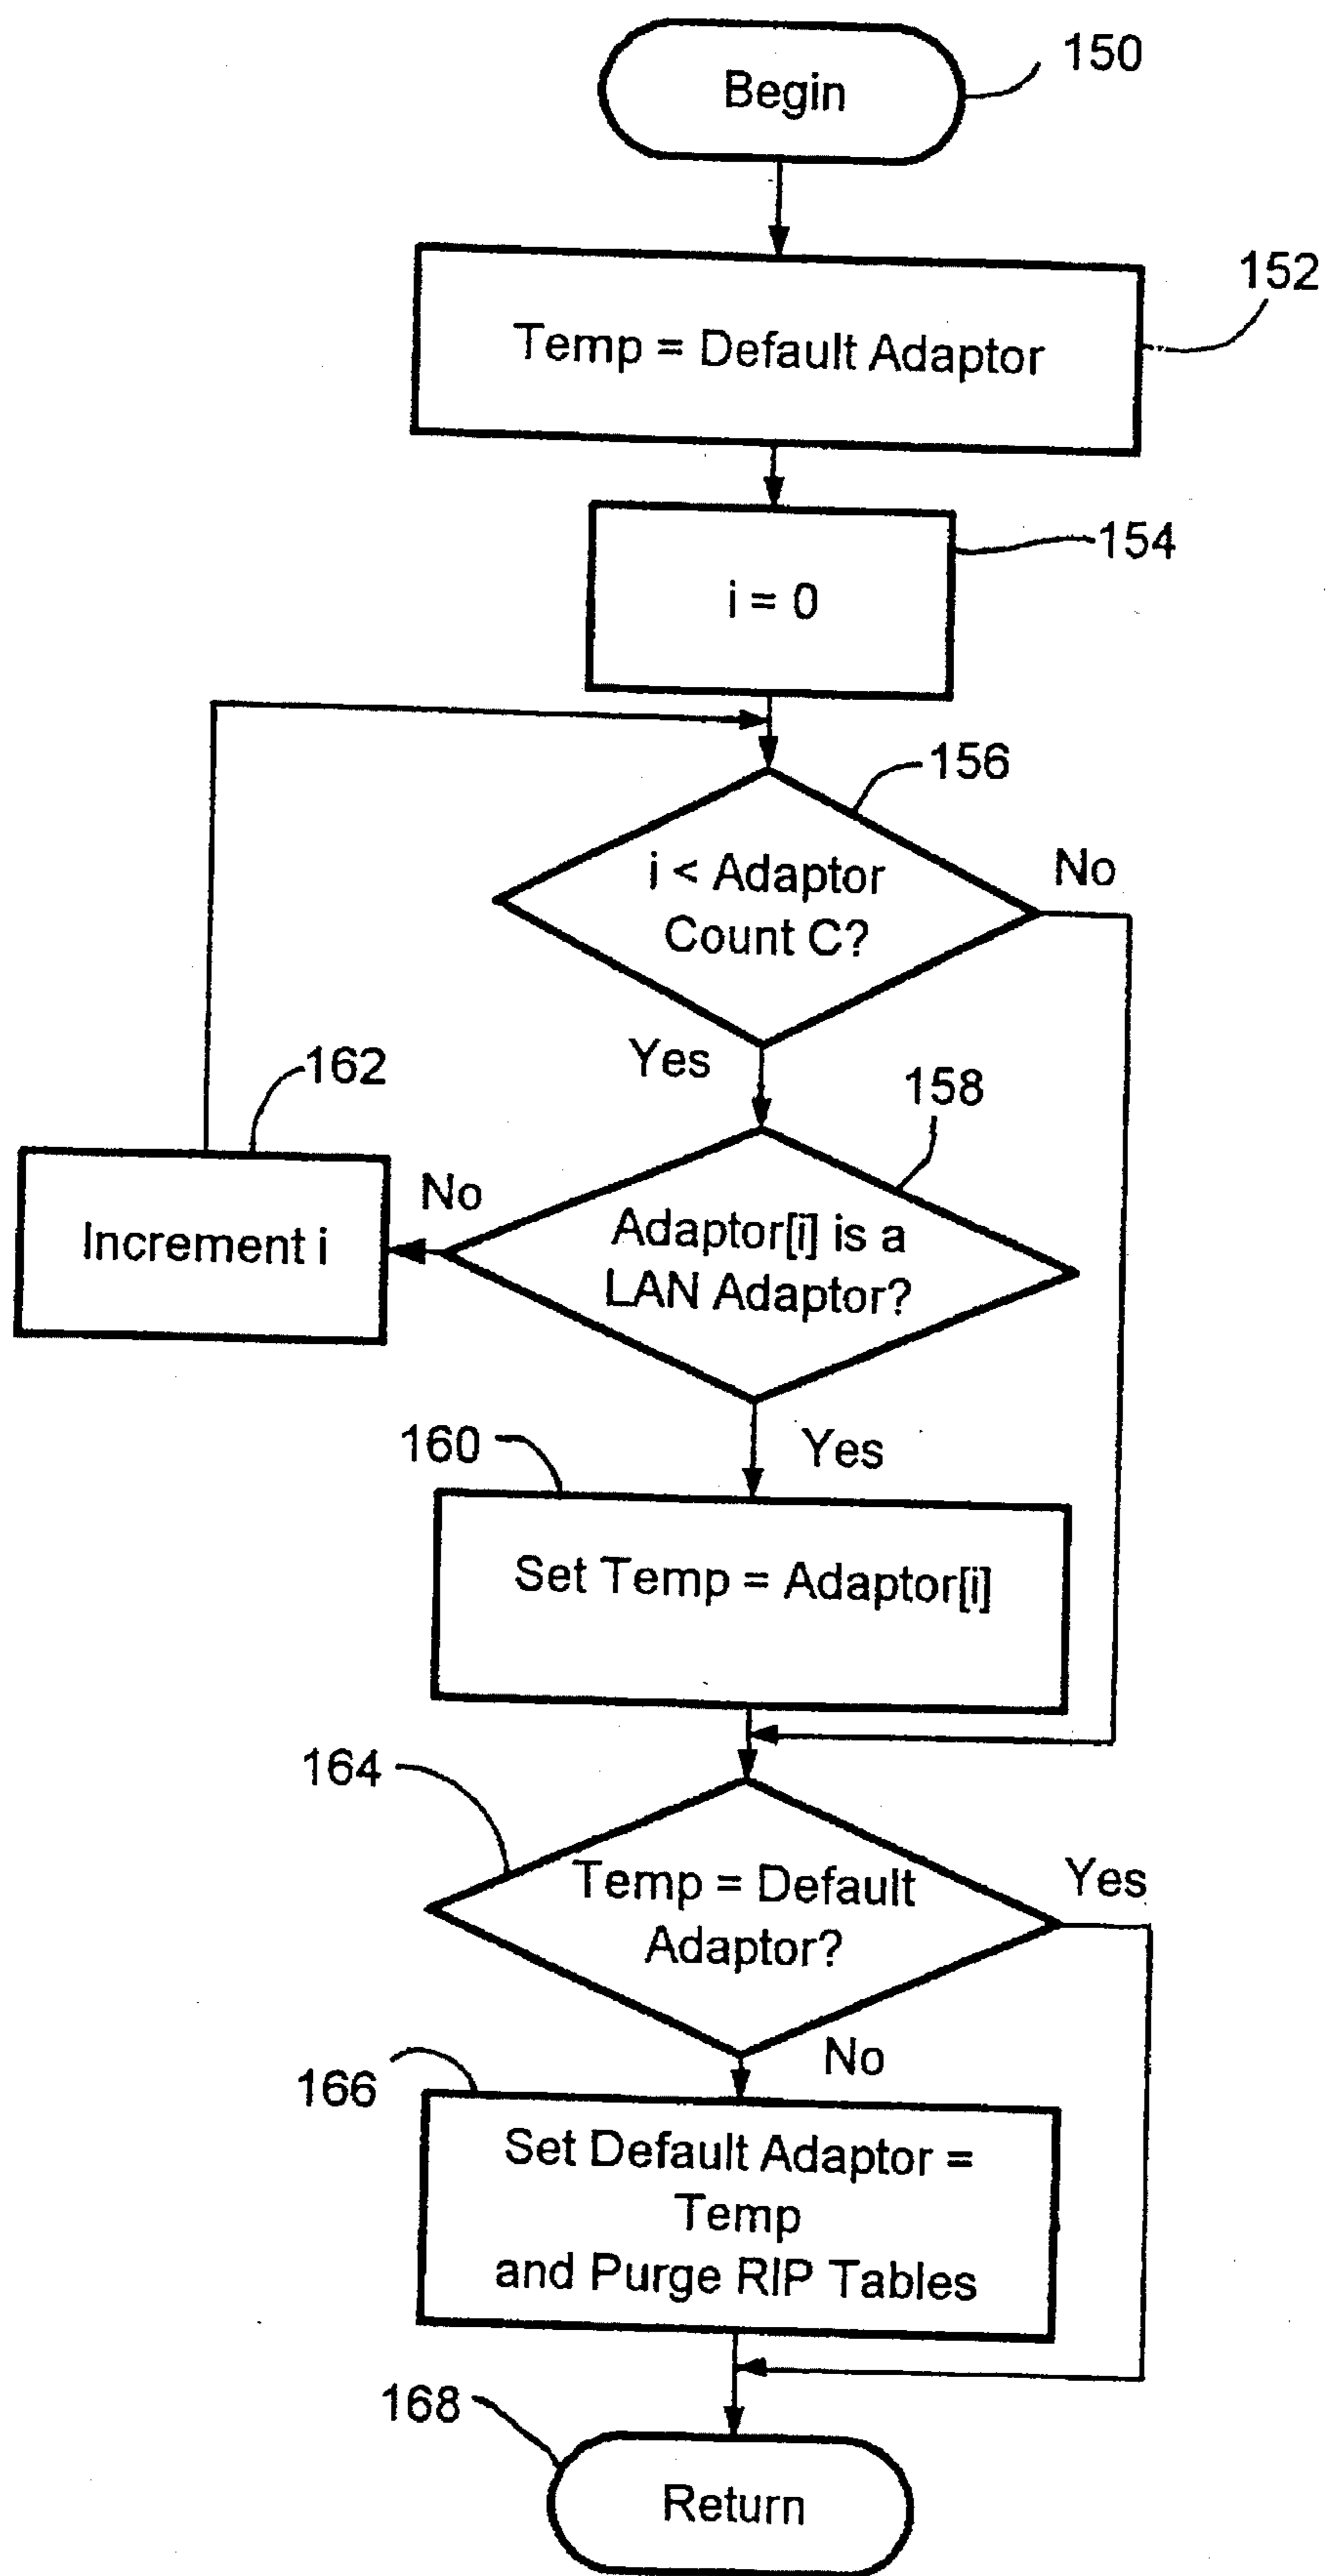 Begin
150
152
Temp = Default Adaptor
154
i = 0
156
i < Adaptor
Count C?
No
Yes
162
158
No
Increment i
Adaptor[i] is a
LAN Adaptor?
160
Yes
Set Temp = Adaptor[i]
164
Temp = Default
Adaptor?
Yes
No
166
Set Default Adaptor =
Temp
and Purge RIP Tables
168
Return